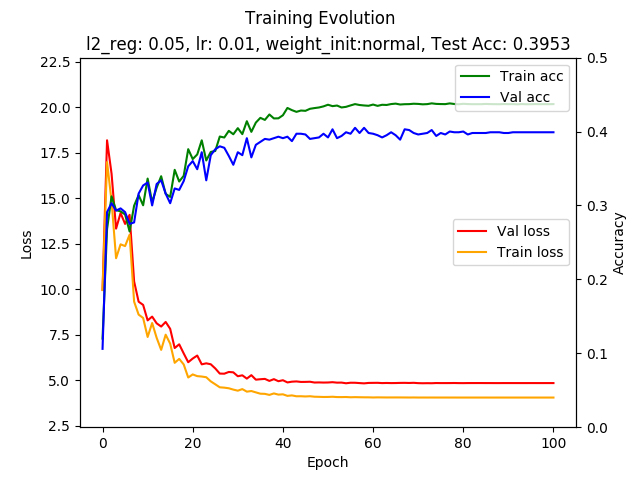 Training Evolution
l2_reg: 0.05, lr: 0.01, weight_init:normal, Test Acc: 0.3953
22.5
20.0
17.5
15.0
12.5
10.0
7.5
5.0
2.5
Loss
Train acc
Val acc
Val loss
Train loss
0.5
0.4
0.3
0.2
0.1
0.0
Accuracy
0
20
40
60
80
100
Epoch